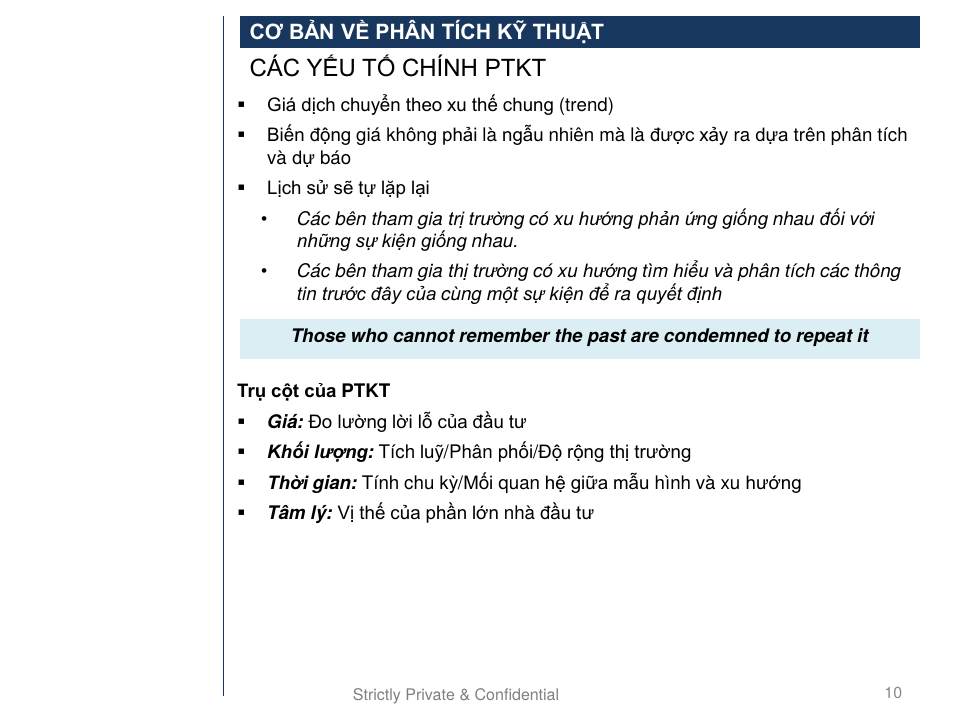 CƠ BẢN VỀ PHÂN TÍCH KỸ THUẬT
CÁC YẾU TỐ CHÍNH PTKT
▪ Giá dịch chuyển theo xu thế chung (trend)
▪ Biến động giá không phải là ngẫu nhiên mà là được xảy ra dựa trên phân tích
và dự báo
▪ Lịch sử sẽ tự lặp lại
• Các bên tham gia trị trường có xu hướng phản ứng giống nhau đối với
những sự kiện giống nhau.
• Các bên tham gia thị trường có xu hướng tìm hiểu và phân tích các thông
tin trước đây của cùng một sự kiện để ra quyết định
Those who cannot remember the past are condemned to repeat it
Trụ cột của PTKT
▪ Giá: Đo lường lời lỗ của đầu tư
▪ Khối lượng: Tích luỹ/Phân phối/Độ rộng thị trường
▪ Thời gian: Tính chu kỳ/Mối quan hệ giữa mẫu hình và xu hướng
▪ Tâm lý: Vị thế của phần lớn nhà đầu tư
Strictly Private & Confidential
10